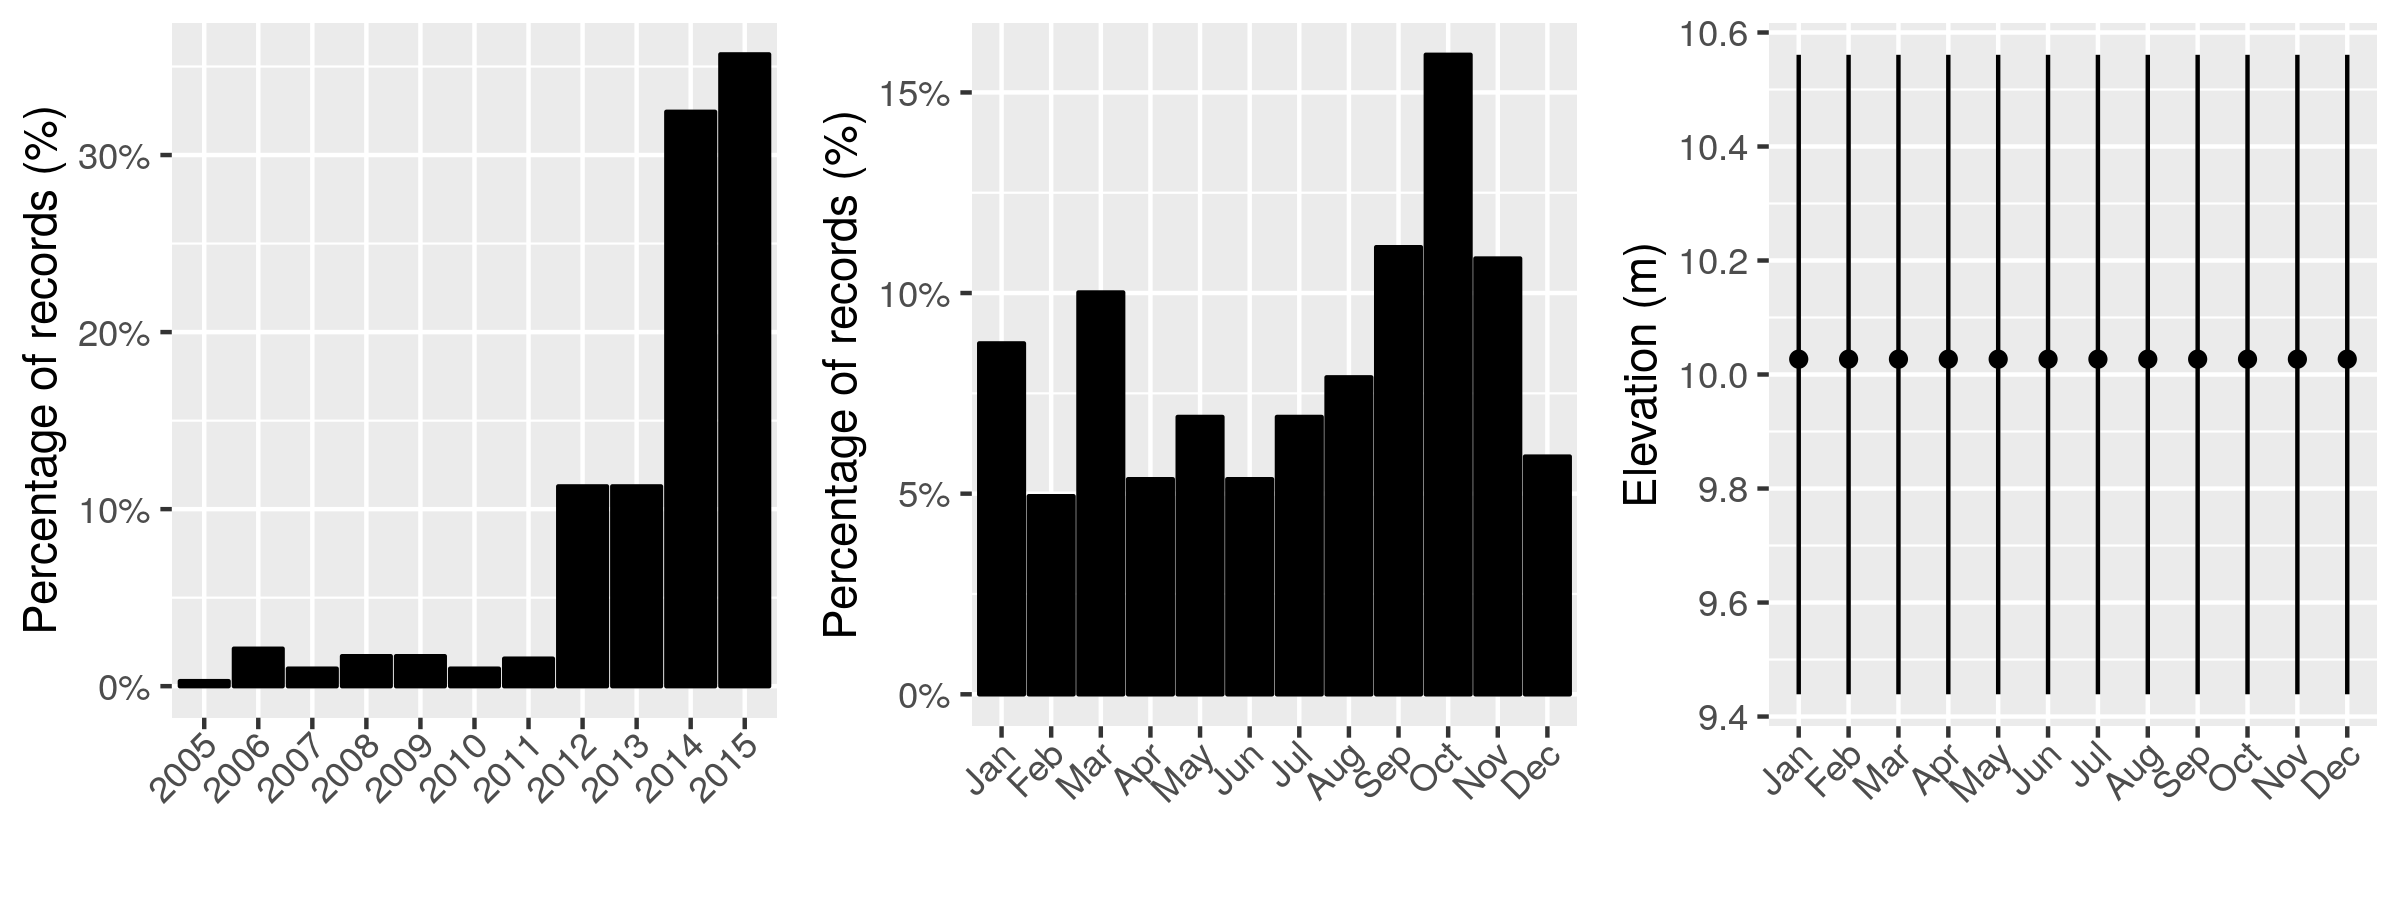 Percentage of records (%)
30%
20%
10%
0%
2005 2006 2007 2008 2009 2010 2011 2012 2013 2014 2015
Percentage of records (%)
15%
10%
5%
0%
Jan Feb Mar Apr May Jun Jul Aug Sep Oct Nov Dec
Elevation (m)
10.6
10.4
10.2
10.0
9.8
9.6
9.4
Jan Feb Mar Apr May Jun Jul Aug Sep Oct Nov Dec